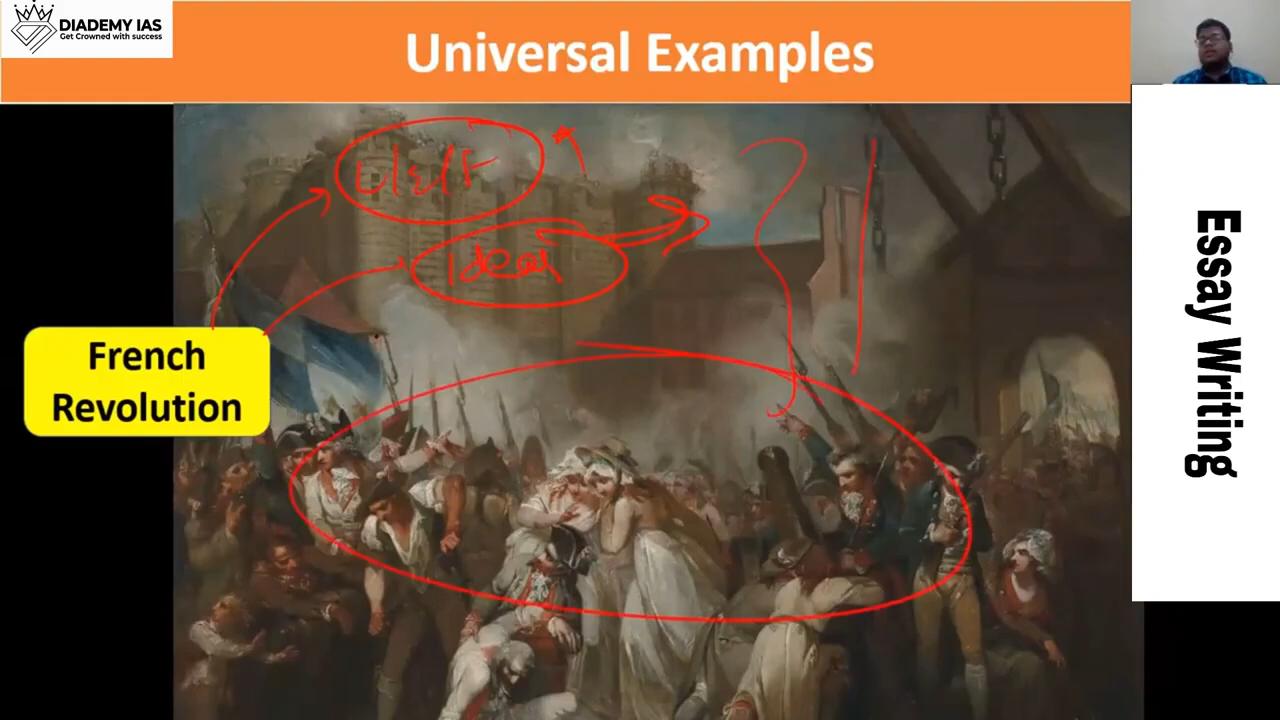 DIADEMY IAS
Get Crowned with success
Universal Examples
L/E/F
Ideas
French
Revolution
Essay Writing